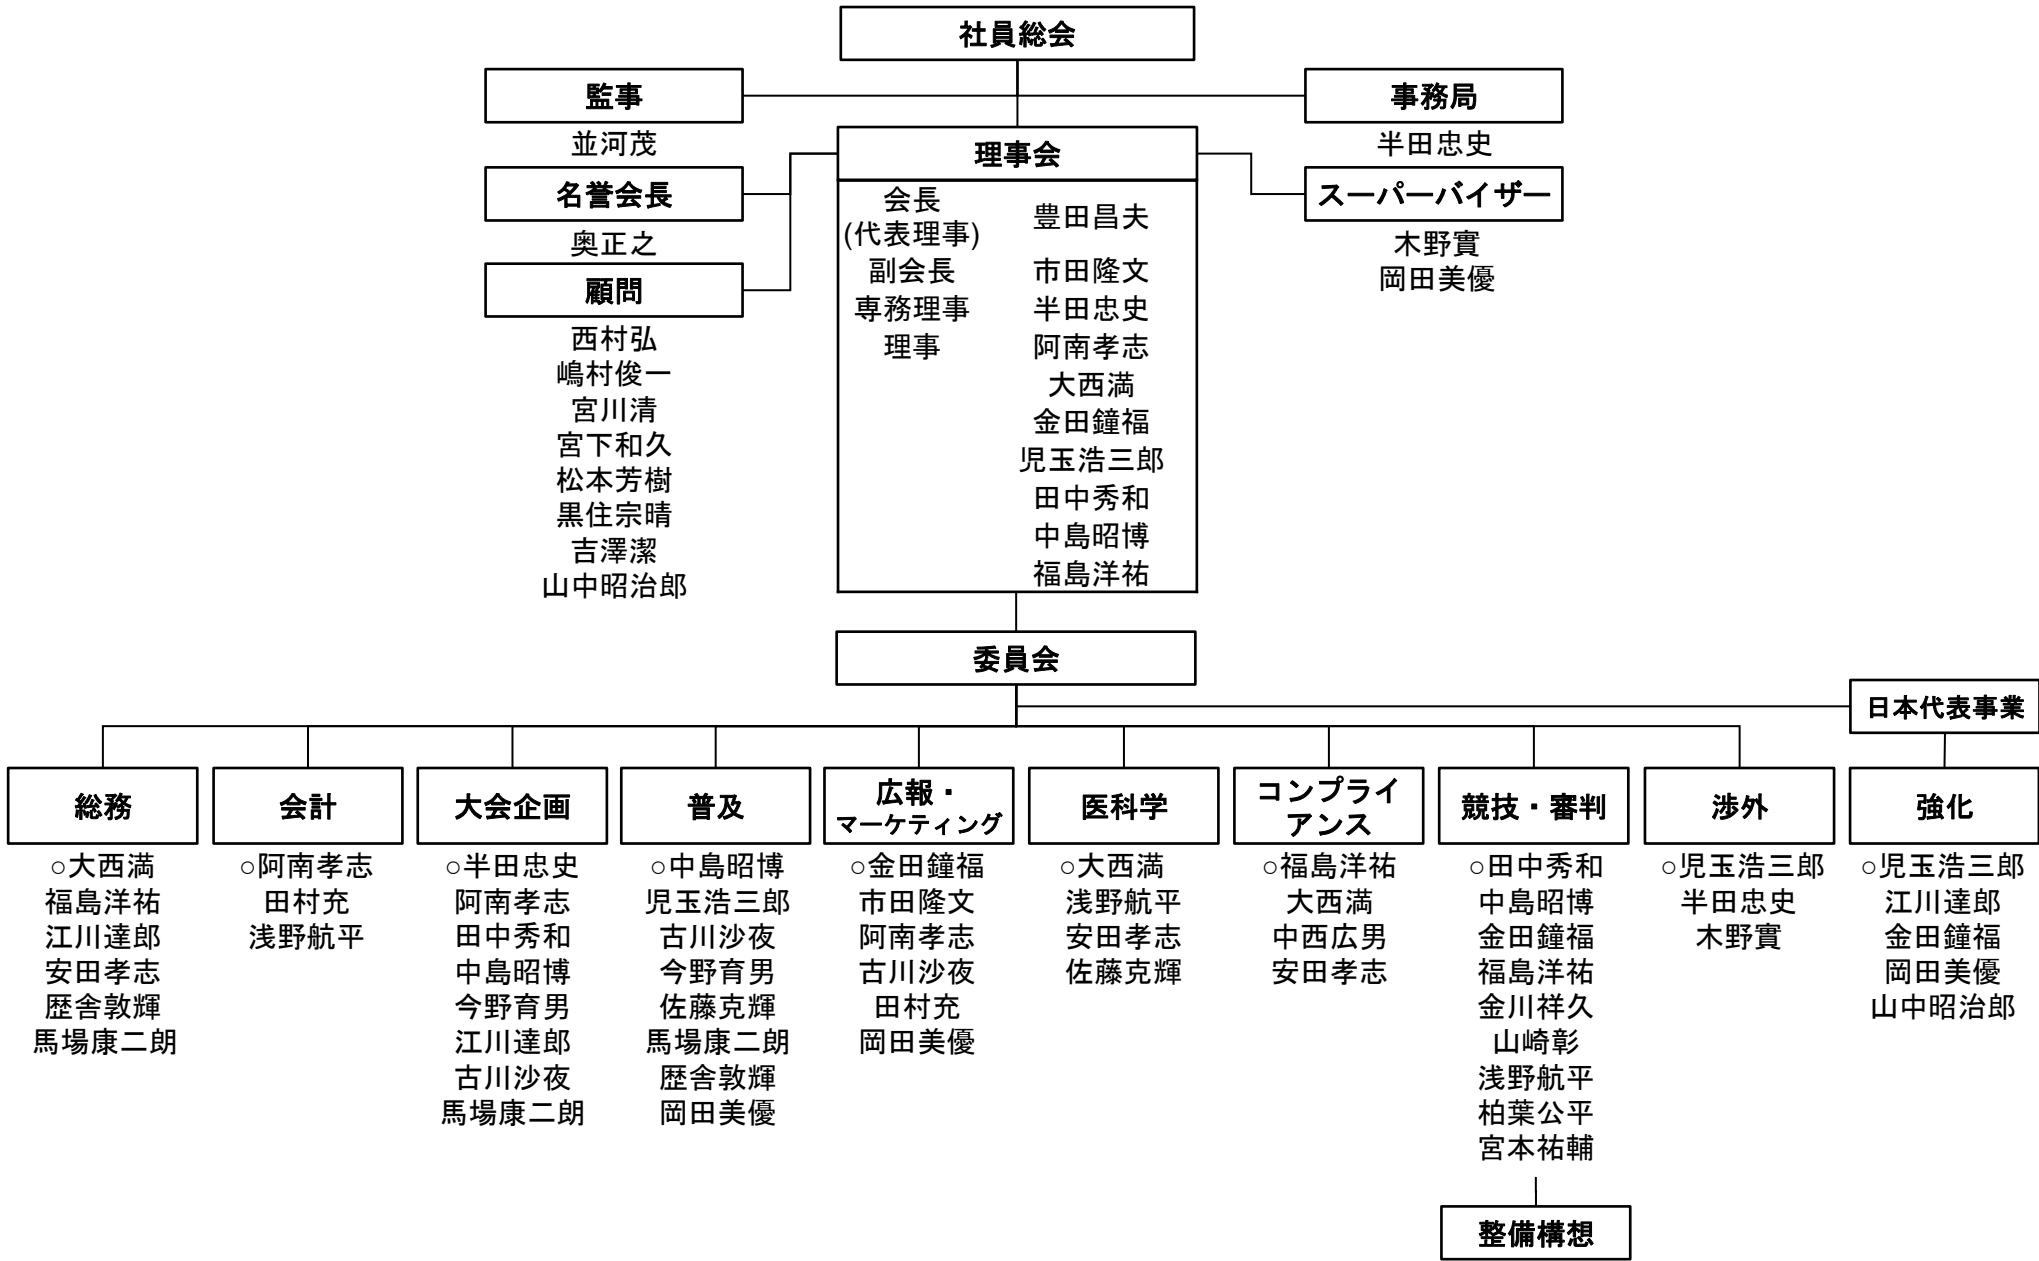 社員総会
監事
並河茂
事務局
半田忠史
名誉会長
奥正之
顧問
西村弘
嶋村俊一
宮川清
宮下和久
松本芳樹
黒住宗晴
吉澤潔
山中昭治郎
理事会
会長
(代表理事)
豊田昌夫
副会長 市田隆文
専務理事 半田忠史
理事 阿南孝志
大西満
金田鐘福
児玉浩三郎
田中秀和
中島昭博
福島洋祐
スーパーバイザー
木野實
岡田美優
委員会
日本代表事業
総務
○大西満
福島洋祐
江川達郎
安田孝志
歴舎敦輝
馬場康二朗
会計
○阿南孝志
田村充
浅野航平
大会企画
○半田忠史
阿南孝志
田中秀和
中島昭博
今野育男
江川達郎
古川沙夜
馬場康二朗
普及
○中島昭博
児玉浩三郎
古川沙夜
今野育男
佐藤克輝
馬場康二朗
歴舎敦輝
岡田美優
広報・
マーケティング
○金田鐘福
市田隆文
阿南孝志
古川沙夜
田村充
岡田美優
医科学
○大西満
浅野航平
安田孝志
佐藤克輝
コンプライ
アンス
○福島洋祐
大西満
中西広男
安田孝志
競技・審判
○田中秀和
中島昭博
金田鐘福
福島洋祐
金川祥久
山崎彰
浅野航平
柏葉公平
宮本祐輔
整備構想
渉外
○児玉浩三郎
半田忠史
木野實
強化
○児玉浩三郎
江川達郎
金田鐘福
岡田美優
山中昭治郎